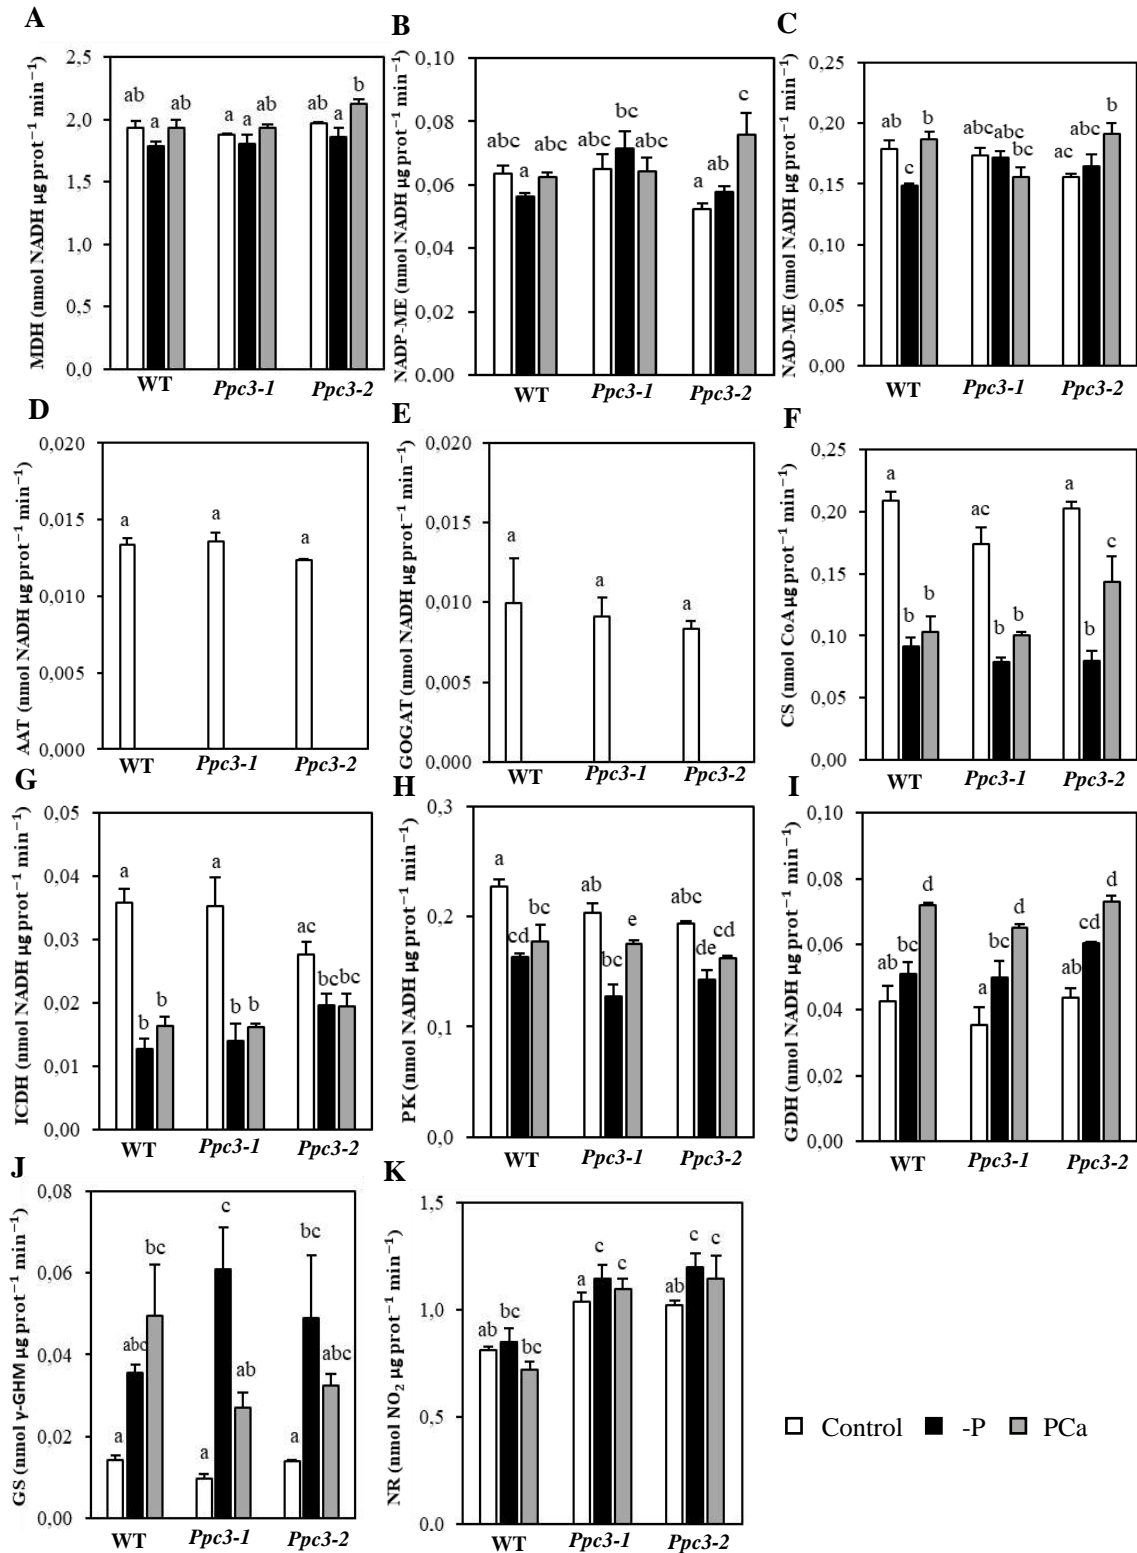 A
MDH (nmol NADH µg prot⁻¹ min⁻¹)
2,5
2,0
1,5
1,0
0,5
0,0
ab a ab
a a ab
ab a b
WT Ppc3-1 Ppc3-2
B
NADP-ME (nmol NADH µg prot⁻¹ min⁻¹)
0,10
0,08
0,06
0,04
0,02
0.00
abc a abc
abc bc abc
a ab c
WT Ppc3-1 Ppc3-2
C
NAD-ME (nmol NADH µg prot⁻¹ min⁻¹)
0,25
0,20
0,15
0,10
0,05
0,00
ab c b
abc abc bc
ac abc b
WT Ppc3-1 Ppc3-2
D
AAT (nmol NADH µg prot⁻¹ min⁻¹)
0,020
0,015
0,010
0,005
0,000
a a a
WT Ppc3-1 Ppc3-2
E
GOGAT (nmol NADH µg prot⁻¹ min⁻¹)
0,020
0,015
0,010
0,005
0,000
a a a
WT Ppc3-1 Ppc3-2
F
CS (nmol CoA µg prot⁻¹ min⁻¹)
0,25
0,20
0,15
0,10
0,05
0,00
a b b
ac b b
a b c
WT Ppc3-1 Ppc3-2
G
ICDH (nmol NADH µg prot⁻¹ min⁻¹)
0,05
0,04
0,03
0,02
0,01
0,00
a b b
a b b
ac bc bc
WT Ppc3-1 Ppc3-2
H
PK (nmol NADH µg prot⁻¹ min⁻¹)
0,3
0,2
0,1
0,0
a cd bc
ab bc e
abc de cd
WT Ppc3-1 Ppc3-2
I
GDH (nmol NADH µg prot⁻¹ min⁻¹)
0,10
0,08
0,06
0,04
0,02
0,00
ab bc d
a bc d
ab cd d
WT Ppc3-1 Ppc3-2
J
GS (nmol γ-GHM µg prot⁻¹ min⁻¹)
0,08
0,06
0,04
0,02
0,00
a abc bc
a c ab
a bc abc
WT Ppc3-1 Ppc3-2
K
NR (nmol NO₂ µg prot⁻¹ min⁻¹)
1,5
1,0
0,5
0.0
ab bc bc
a c c
ab c c
WT Ppc3-1 Ppc3-2
Control -P PCa